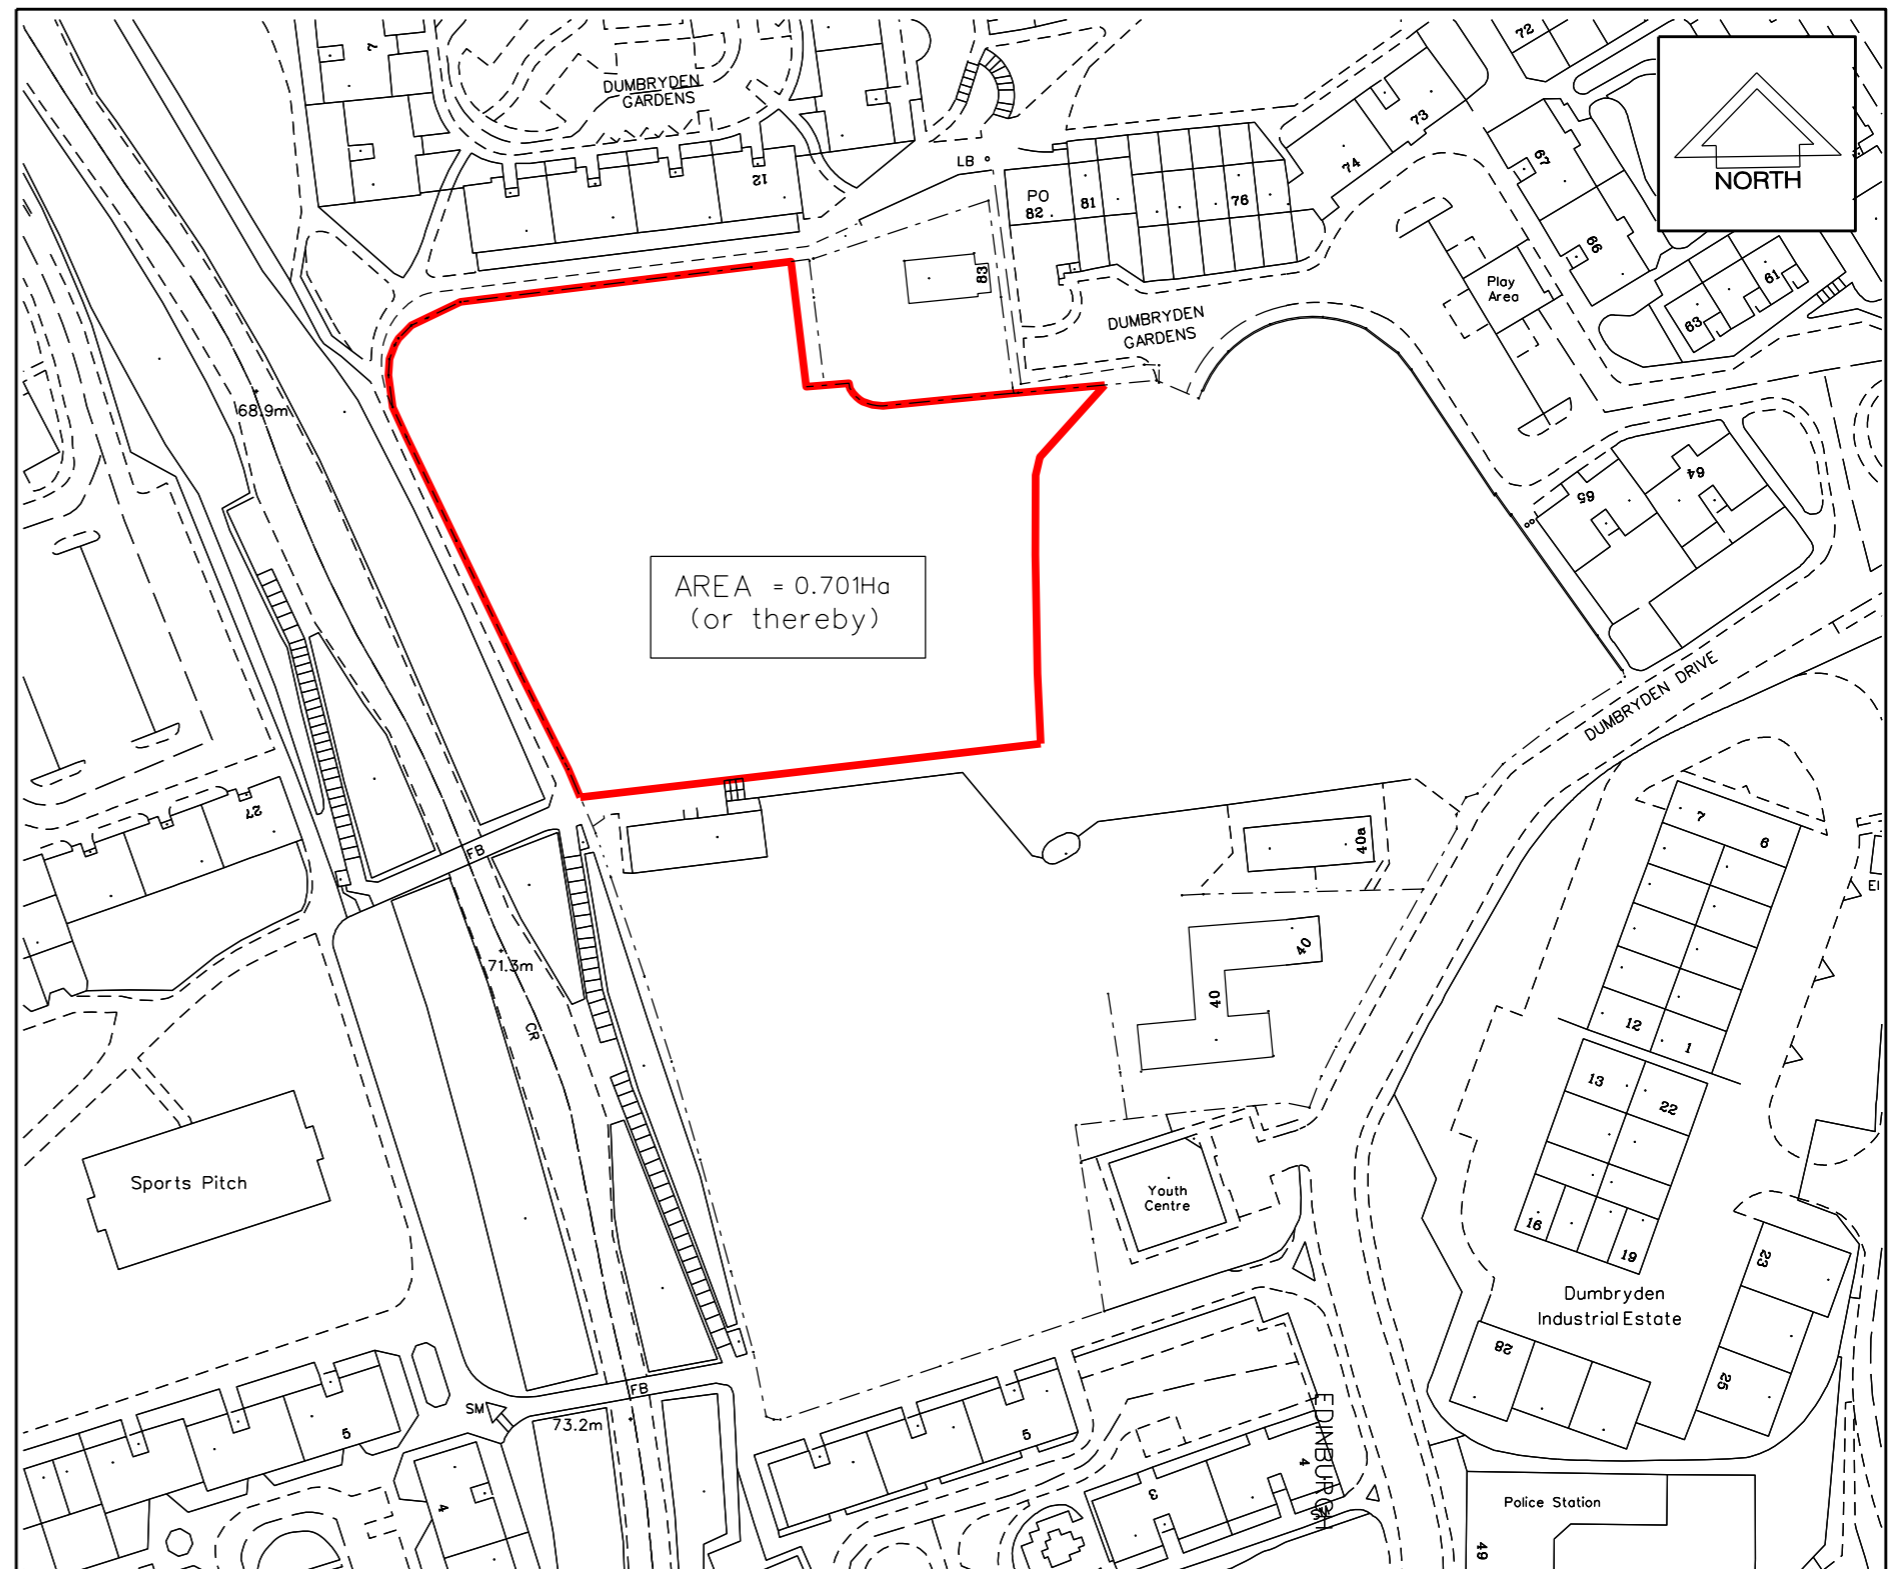 7
DUMBRYDEN
GARDENS
72
73
74
NORTH
LB
12
PO
82
81
76
67
66
83
Play
Area
61
63
DUMBRYDEN
GARDENS
68.9m
65
64
AREA = 0.701Ha
(or thereby)
DUMBRYDEN DRIVE
27
FB
40a
7
6
El
40
40
71.3m
CR
12
1
13
22
Sports Pitch
Youth
Centre
16
19
23
Dumbryden
Industrial Estate
28
25
FB
SM
73.2m
5
5
EDINBURGH
4
3
4
SM
Police Station
49